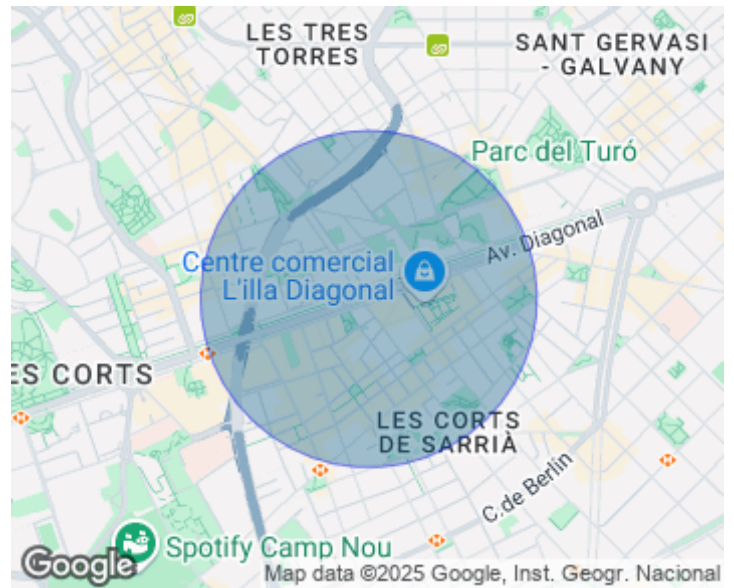 LES TRES
TORRES
SANT GERVASI
- GALVANY
Parc del Turó
Av. Diagonal
Centre comercial
L'illa Diagonal
ES CORTS
LES CORTS
DE SARRIÀ
C. de Berlín
Spotify Camp Nou
Google
Map data ©2025 Google, Inst. Geogr. Nacional